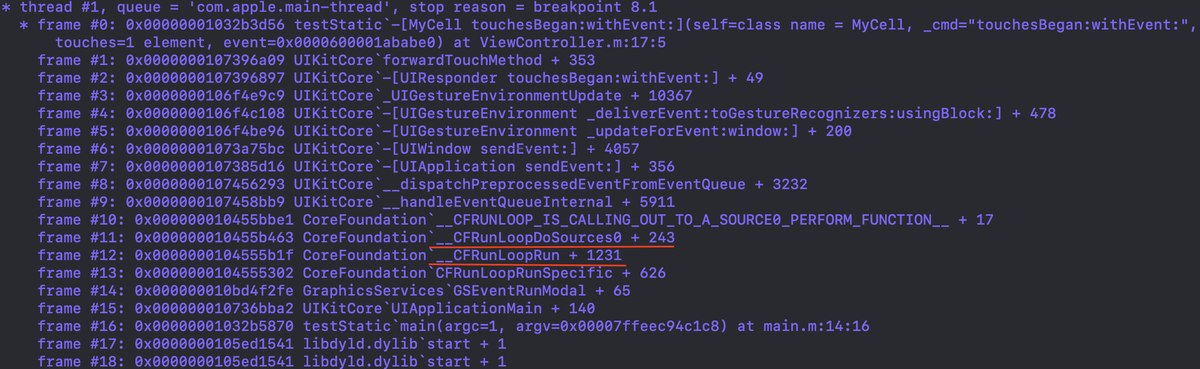 * thread #1, queue = 'com.apple.main-thread', stop reason = breakpoint 8.1
* frame #0: 0x00000001032b3d56 testStatic`-[MyCell touchesBegan:withEvent:](self=class name = MyCell, _cmd="touchesBegan:withEvent:",
touches=1 element, event=0x0000600001ababe0) at ViewController.m:17:5
frame #1: 0x0000000107396a09 UIKitCore`forwardTouchMethod + 353
frame #2: 0x0000000107396897 UIKitCore`-[UIResponder touchesBegan:withEvent:] + 49
frame #3: 0x0000000106f4e9c9 UIKitCore`_UIGestureEnvironmentUpdate + 10367
frame #4: 0x0000000106f4c108 UIKitCore`-[UIGestureEnvironment _deliverEvent:toGestureRecognizers:usingBlock:] + 478
frame #5: 0x0000000106f4be96 UIKitCore`-[UIGestureEnvironment _updateForEvent:window:] + 200
frame #6: 0x00000001073a75bc UIKitCore`-[UIWindow sendEvent:] + 4057
frame #7: 0x0000000107385d16 UIKitCore`-[UIApplication sendEvent:] + 356
frame #8: 0x0000000107456293 UIKitCore`__dispatchPreprocessedEventFromEventQueue + 3232
frame #9: 0x0000000107458bb9 UIKitCore`__handleEventQueueInternal + 5911
frame #10: 0x000000010455bbe1 CoreFoundation`__CFRUNLOOP_IS_CALLING_OUT_TO_A_SOURCE0_PERFORM_FUNCTION__ + 17
frame #11: 0x000000010455b463 CoreFoundation`__CFRunLoopDoSources0 + 243
frame #12: 0x0000000104555b1f CoreFoundation`__CFRunLoopRun + 1231
frame #13: 0x0000000104555302 CoreFoundation`CFRunLoopRunSpecific + 626
frame #14: 0x000000010bd4f2fe GraphicsServices`GSEventRunModal + 65
frame #15: 0x000000010736bba2 UIKitCore`UIApplicationMain + 140
frame #16: 0x00000001032b5870 testStatic`main(argc=1, argv=0x00007ffeec94c1c8) at main.m:14:16
frame #17: 0x0000000105ed1541 libdyld.dylib`start + 1
frame #18: 0x0000000105ed1541 libdyld.dylib`start + 1